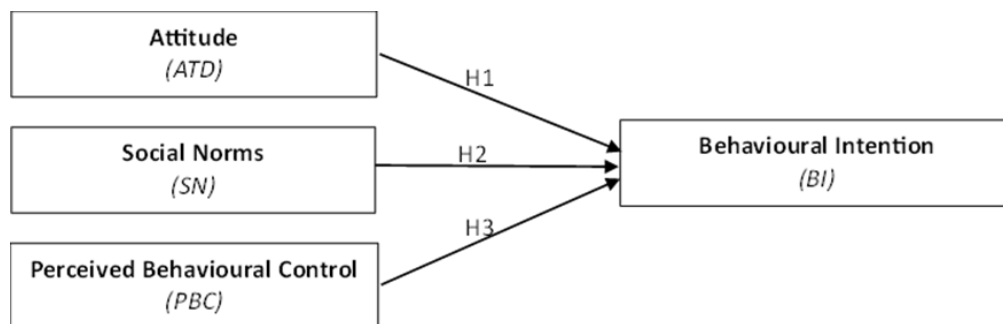 Attitude
(ATD)
H1
Social Norms
(SN)
H2
Behavioural Intention
(BI)
H3
Perceived Behavioural Control
(PBC)